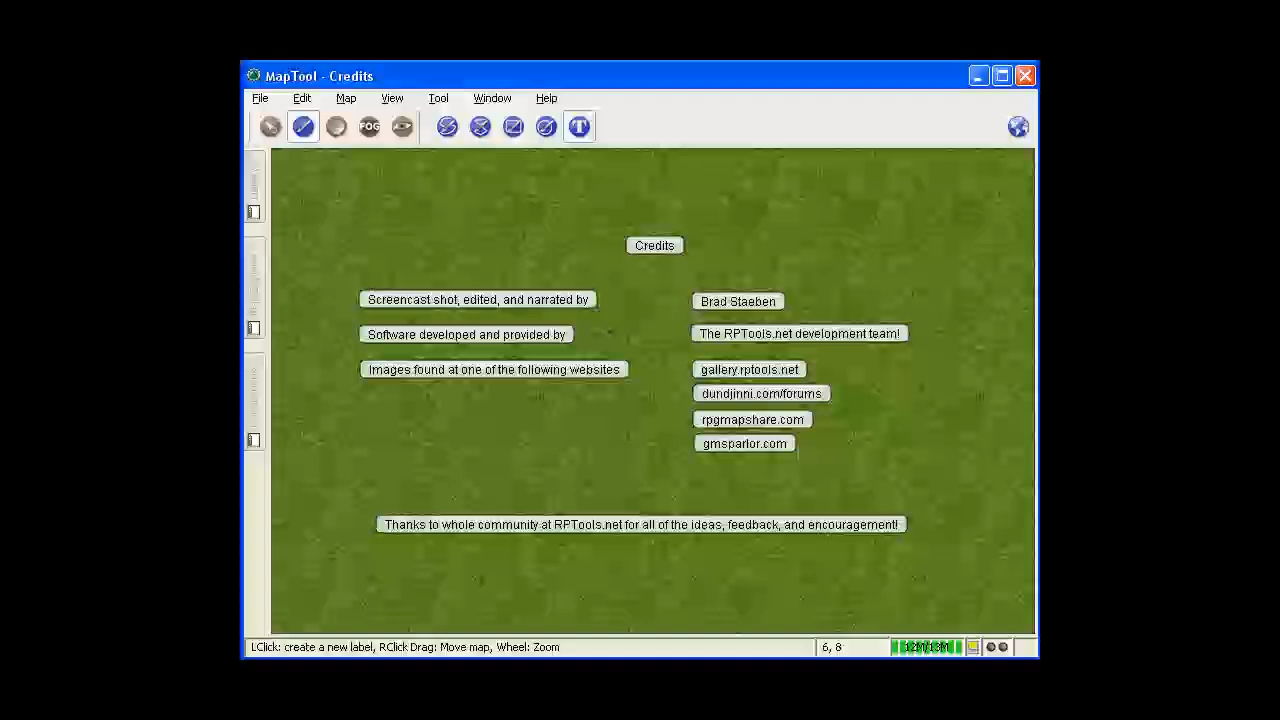 MapTool - Credits
File Edit Map View Tool Window Help
FOG T
Credits
Screencast shot, edited, and narrated by Brad Staeben
Software developed and provided by The RPTools.net development team!
Images found at one of the following websites gallery.rptools.net
dundjinni.com/forums
rpgmapshare.com
gmsparlor.com
Thanks to whole community at RPTools.net for all of the ideas, feedback, and encouragement!
LClick: create a new label, RClick Drag: Move map, Wheel: Zoom 6, 8 12M/13M